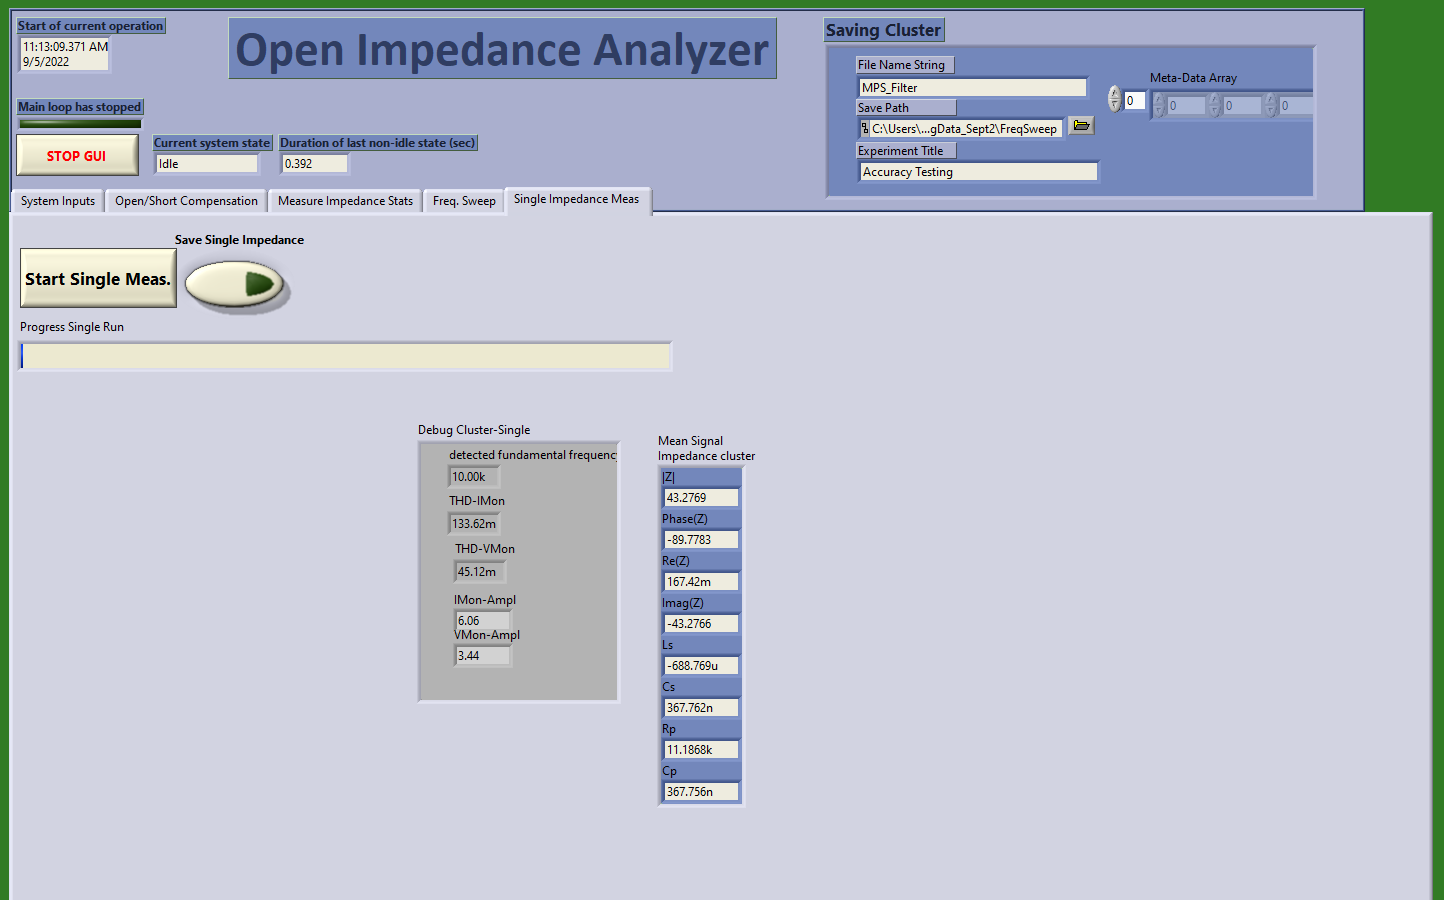 Start of current operation
11:13:09.371 AM
9/5/2022
Open Impedance Analyzer
Saving Cluster
File Name String
MPS_Filter
Meta-Data Array
0
0
0
0
Save Path
C:\Users\...gData_Sept2\FreqSweep
Experiment Title
Accuracy Testing
Main loop has stopped
STOP GUI
Current system state
Idle
Duration of last non-idle state (sec)
0.392
System Inputs
Open/Short Compensation
Measure Impedance Stats
Freq. Sweep
Single Impedance Meas
Save Single Impedance
Start Single Meas.
Progress Single Run
Debug Cluster-Single
detected fundamental frequency
10.00k
THD-IMon
133.62m
THD-VMon
45.12m
IMon-Ampl
6.06
VMon-Ampl
3.44
Mean Signal
Impedance cluster
|Z|
43.2769
Phase(Z)
-89.7783
Re(Z)
167.42m
Imag(Z)
-43.2766
Ls
-688.769u
Cs
367.762n
Rp
11.1868k
Cp
367.756n